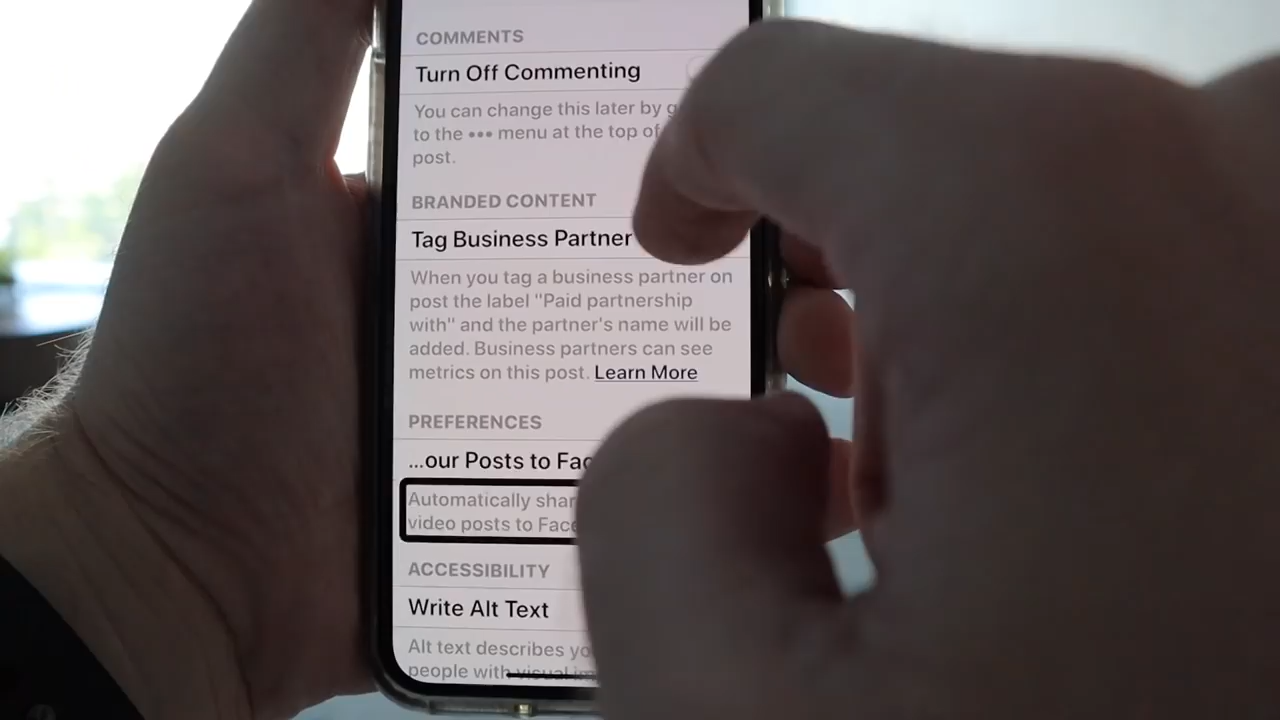 COMMENTS
Turn Off Commenting
You can change this later by
to the ••• menu at the top of
post.
BRANDED CONTENT
Tag Business Partner
When you tag a business partner on
post the label "Paid partnership
with" and the partner's name will be
added. Business partners can see
metrics on this post. Learn More
PREFERENCES
...our Posts to
Automatically
video posts to
ACCESSIBILITY
Write Alt Text
Alt text describes
people with visual